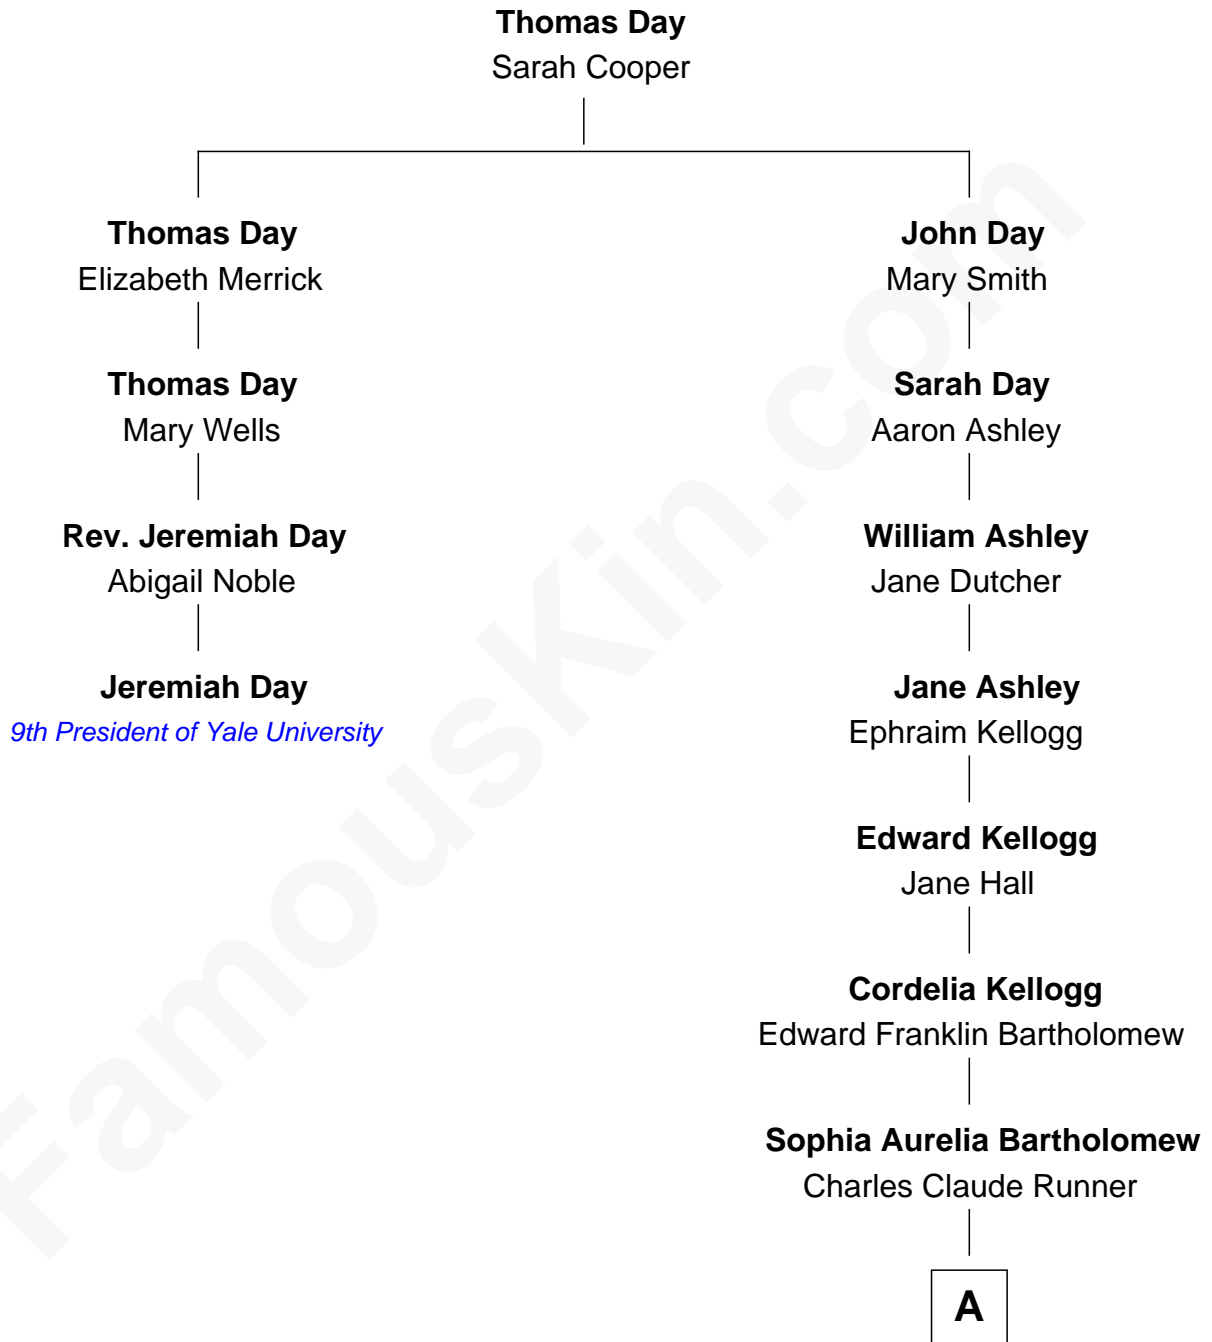 Thomas Day
Sarah Cooper
Thomas Day
Elizabeth Merrick
John Day
Mary Smith
Thomas Day
Mary Wells
Sarah Day
Aaron Ashley
Rev. Jeremiah Day
Abigail Noble
William Ashley
Jane Dutcher
Jeremiah Day
9th President of Yale University
Jane Ashley
Ephraim Kellogg
Edward Kellogg
Jane Hall
Cordelia Kellogg
Edward Franklin Bartholomew
Sophia Aurelia Bartholomew
Charles Claude Runner
A
FamousKin.com